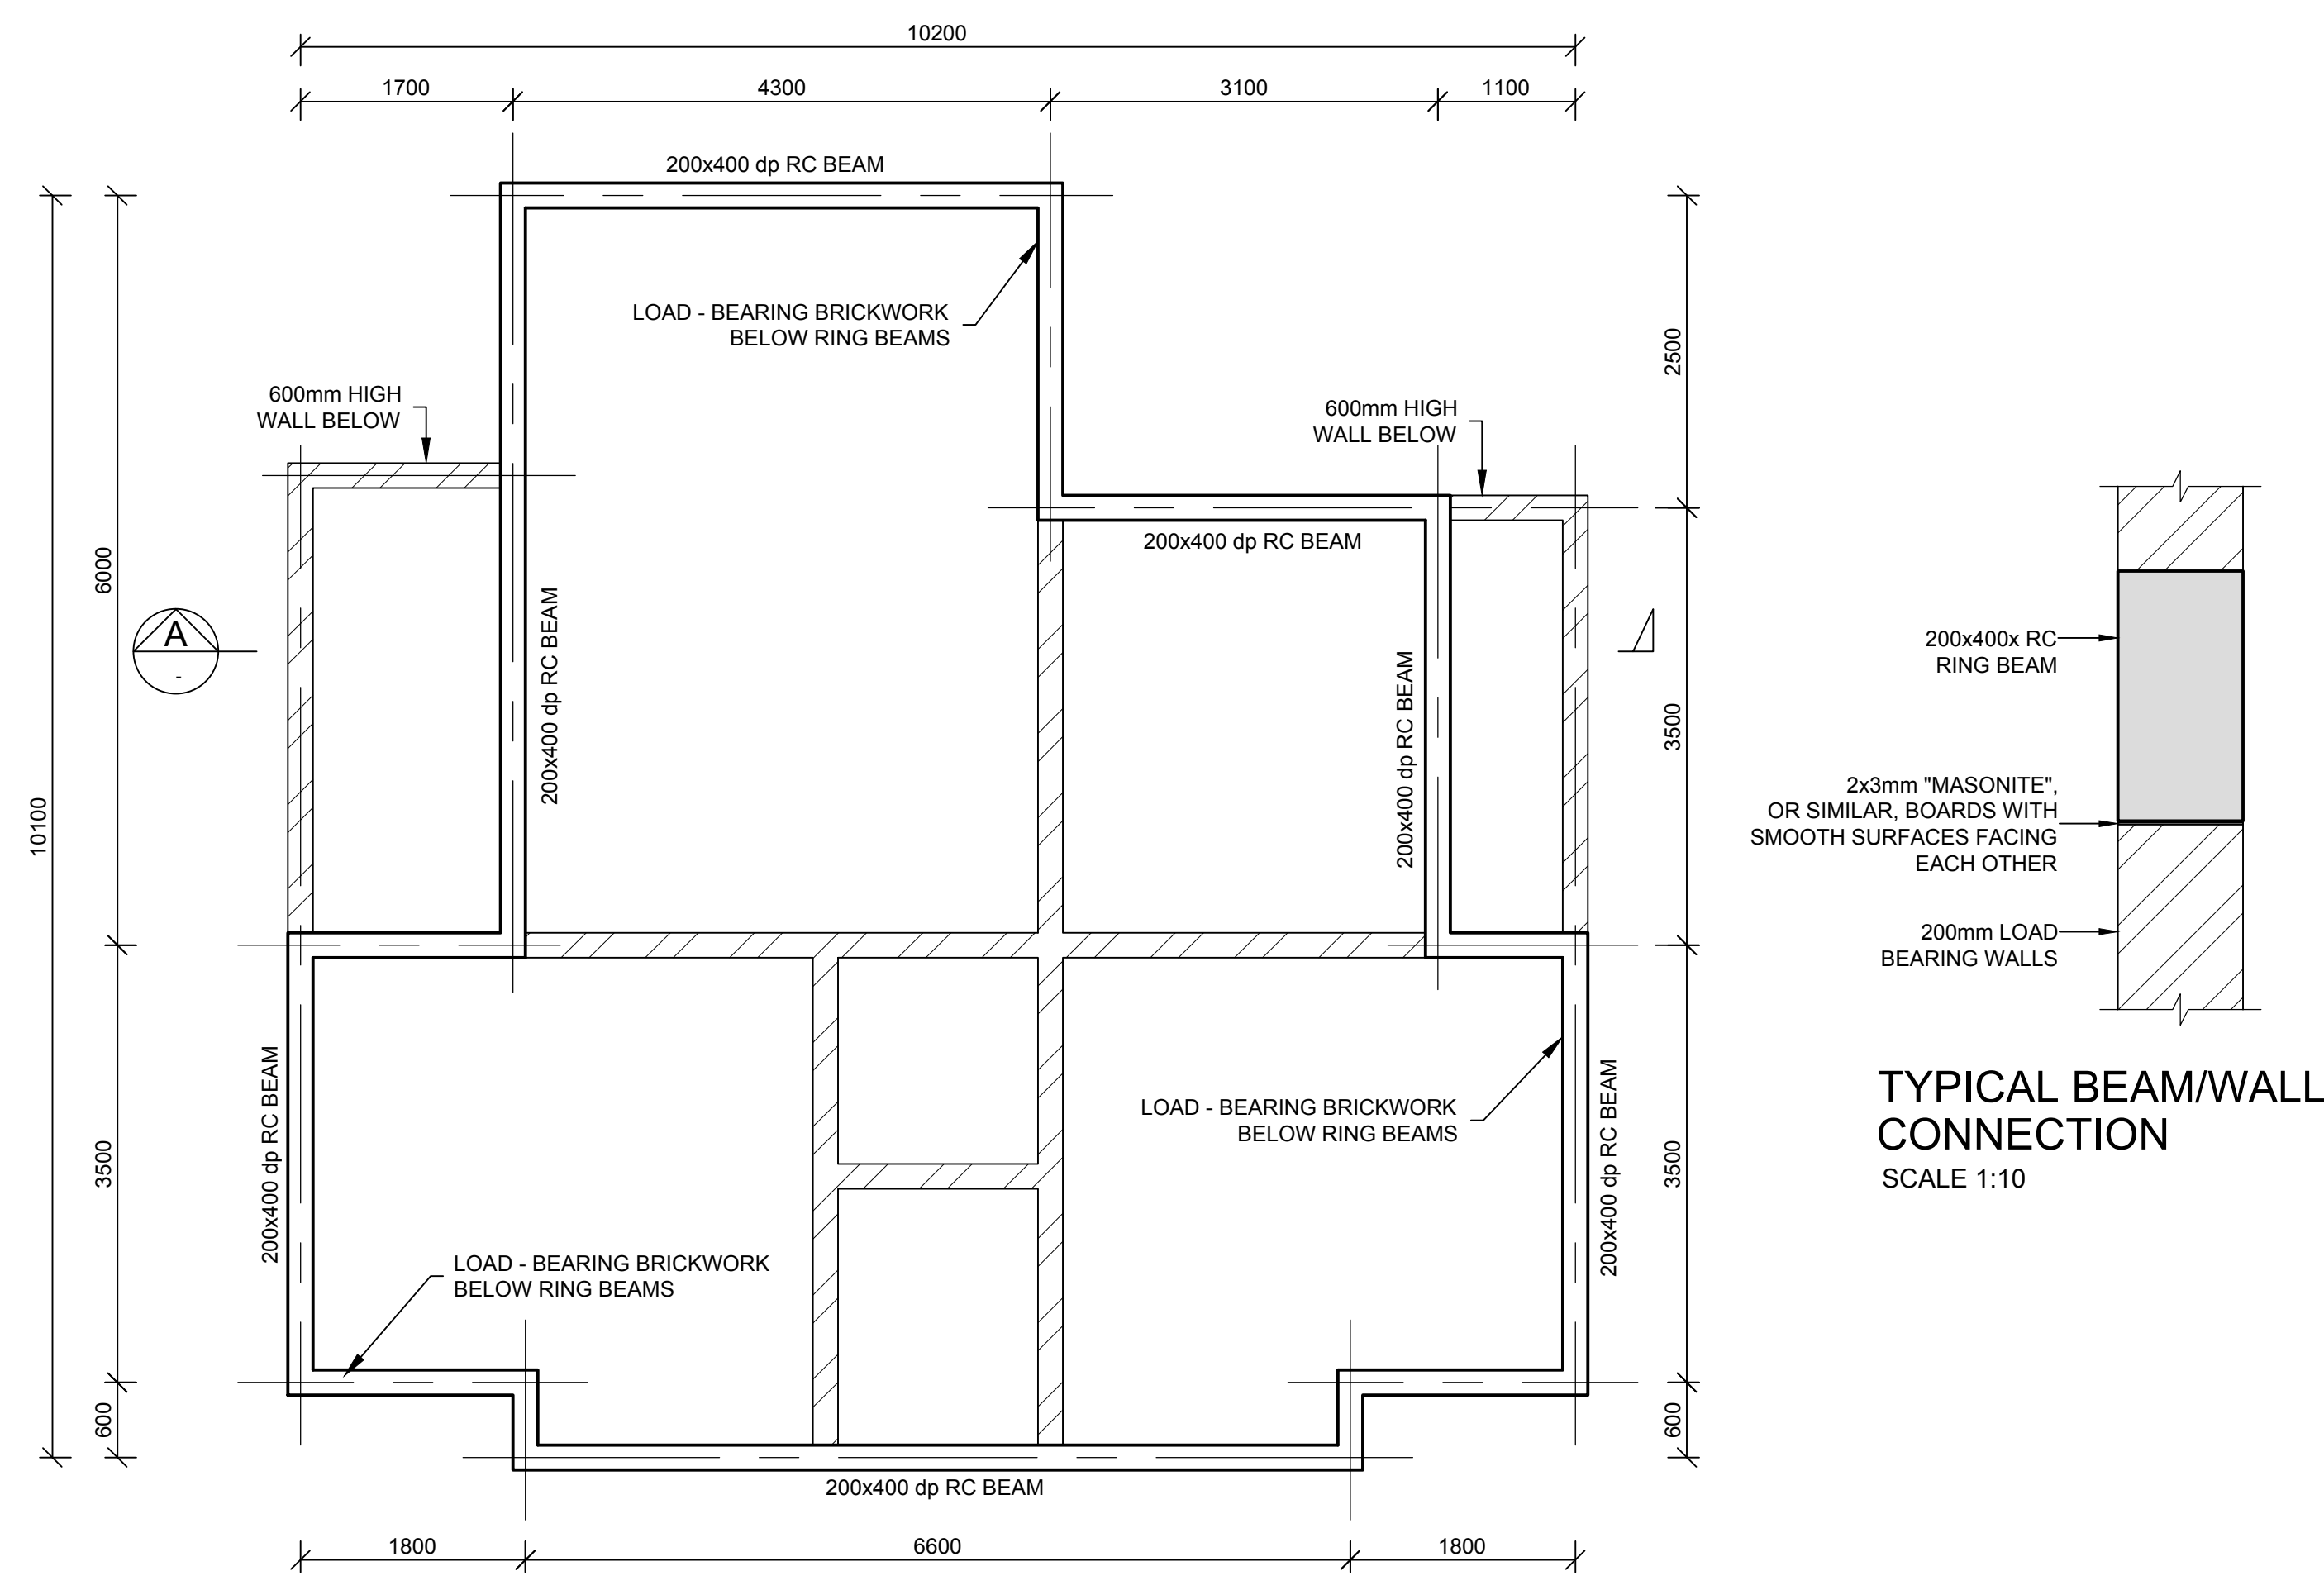 10200
1700
4300
3100
1100
200x400 dp RC BEAM
LOAD - BEARING BRICKWORK
BELOW RING BEAMS
2500
600mm HIGH
WALL BELOW
600mm HIGH
WALL BELOW
200x400 dp RC BEAM
6000
A
-
200x400 dp RC BEAM
200x400 dp RC BEAM
3500
10100
200x400x RC
RING BEAM
2x3mm "MASONITE",
OR SIMILAR, BOARDS WITH
SMOOTH SURFACES FACING
EACH OTHER
200mm LOAD
BEARING WALLS
TYPICAL BEAM/WALL
CONNECTION
SCALE 1:10
3500
200x400 dp RC BEAM
LOAD - BEARING BRICKWORK
BELOW RING BEAMS
200x400 dp RC BEAM
3500
LOAD - BEARING BRICKWORK
BELOW RING BEAMS
600
600
200x400 dp RC BEAM
1800
6600
1800